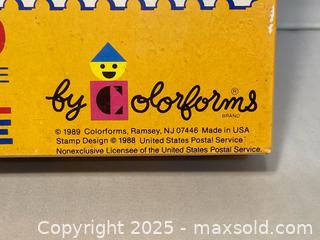 by Colorforms ®
BRAND
© 1989 Colorforms, Ramsey, NJ 07446 Made in USA
Stamp Design © 1988 United States Postal Service
Nonexclusive Licensee of the United States Postal Service.
Copyright 2025 - maxsold.com